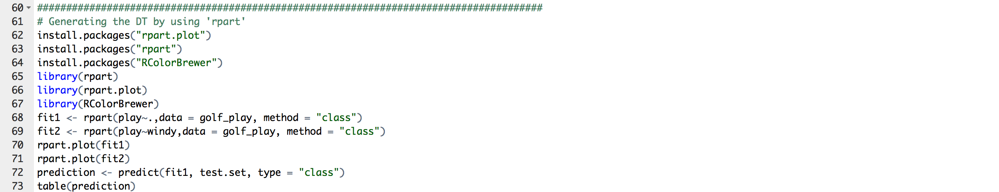 60 #######################################################################################
61 # Generating the DT by using 'rpart'
62 install.packages("rpart.plot")
63 install.packages("rpart")
64 install.packages("RColorBrewer")
65 library(rpart)
66 library(rpart.plot)
67 library(RColorBrewer)
68 fit1 <- rpart(play~.,data = golf_play, method = "class")
69 fit2 <- rpart(play~windy,data = golf_play, method = "class")
70 rpart.plot(fit1)
71 rpart.plot(fit2)
72 prediction <- predict(fit1, test.set, type = "class")
73 table(prediction)